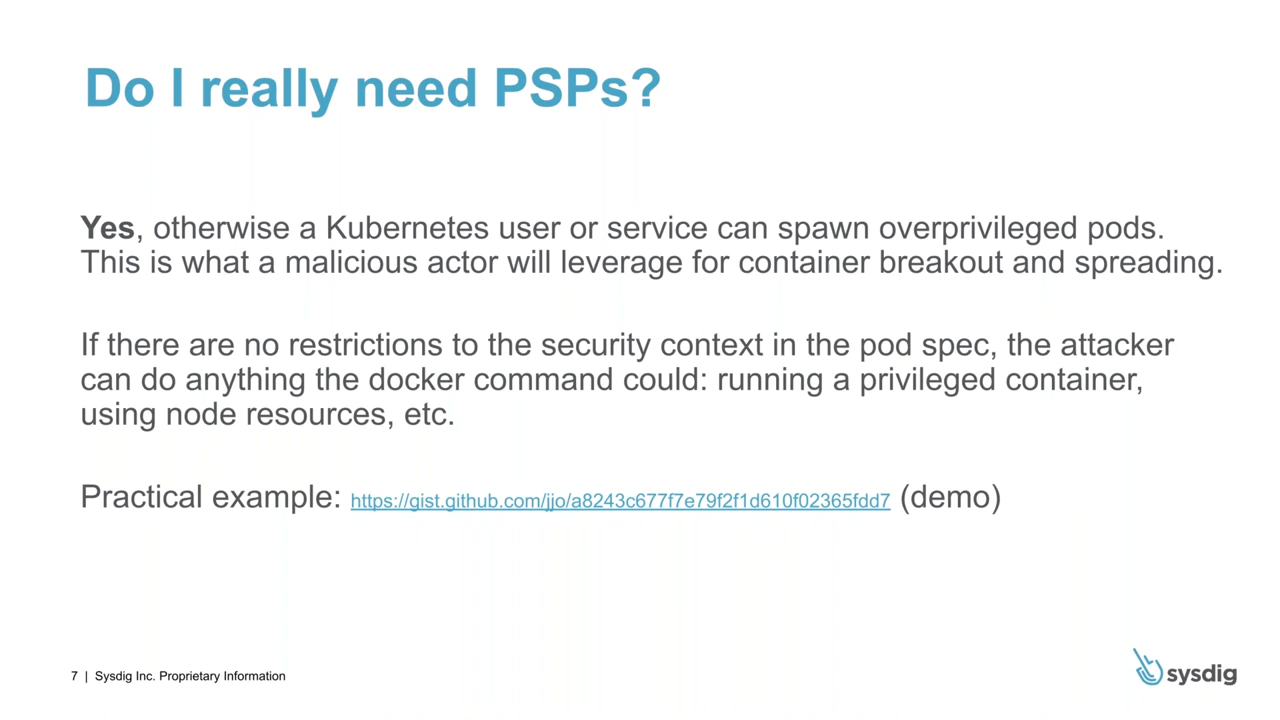 Do I really need PSPs?
Yes, otherwise a Kubernetes user or service can spawn overprivileged pods.
This is what a malicious actor will leverage for container breakout and spreading.
If there are no restrictions to the security context in the pod spec, the attacker
can do anything the docker command could: running a privileged container,
using node resources, etc.
Practical example: https://gist.github.com/jjo/a8243c677f7e79f2f1d610f02365fdd7 (demo)
7 | Sysdig Inc. Proprietary Information
sysdig